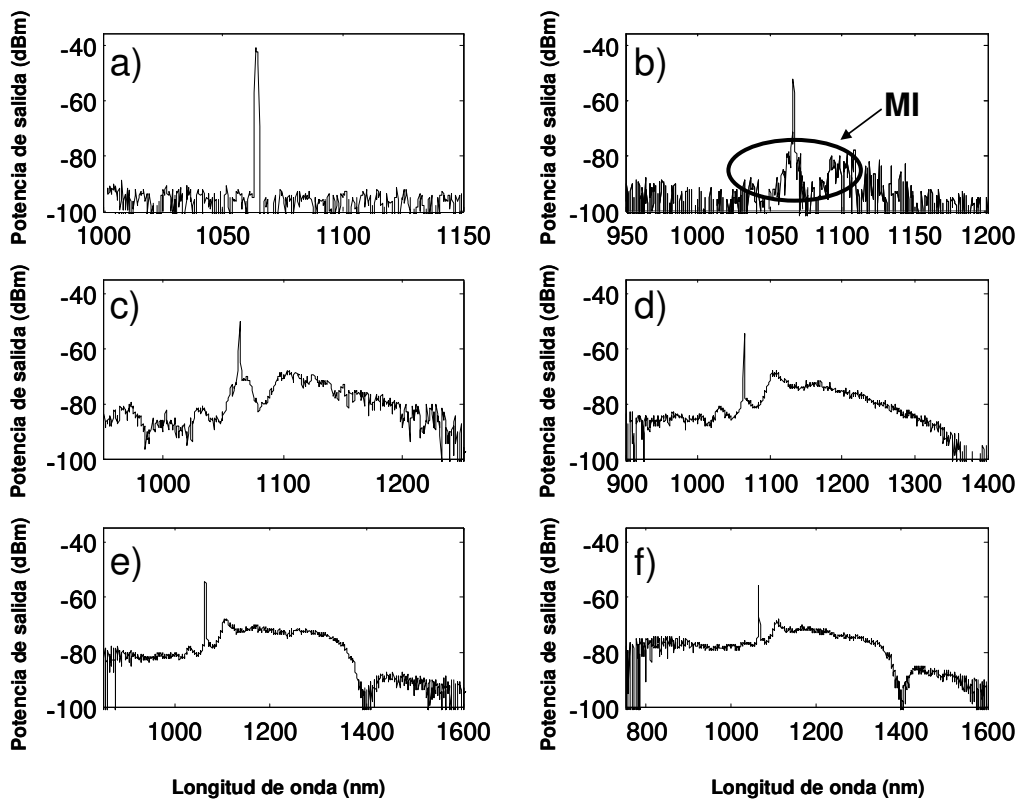 Potencia de salida (dBm)
-40
-60
-80
-100
a)
1000 1050 1100 1150
Potencia de salida (dBm)
-40
-60
-80
-100
b)
MI
950 1000 1050 1100 1150 1200
Potencia de salida (dBm)
-40
-60
-80
-100
c)
1000 1100 1200
Potencia de salida (dBm)
-40
-60
-80
-100
d)
900 1000 1100 1200 1300 1400
Potencia de salida (dBm)
-40
-60
-80
-100
e)
1000 1200 1400 1600
Potencia de salida (dBm)
-40
-60
-80
-100
f)
800 1000 1200 1400 1600
Longitud de onda (nm)
Longitud de onda (nm)